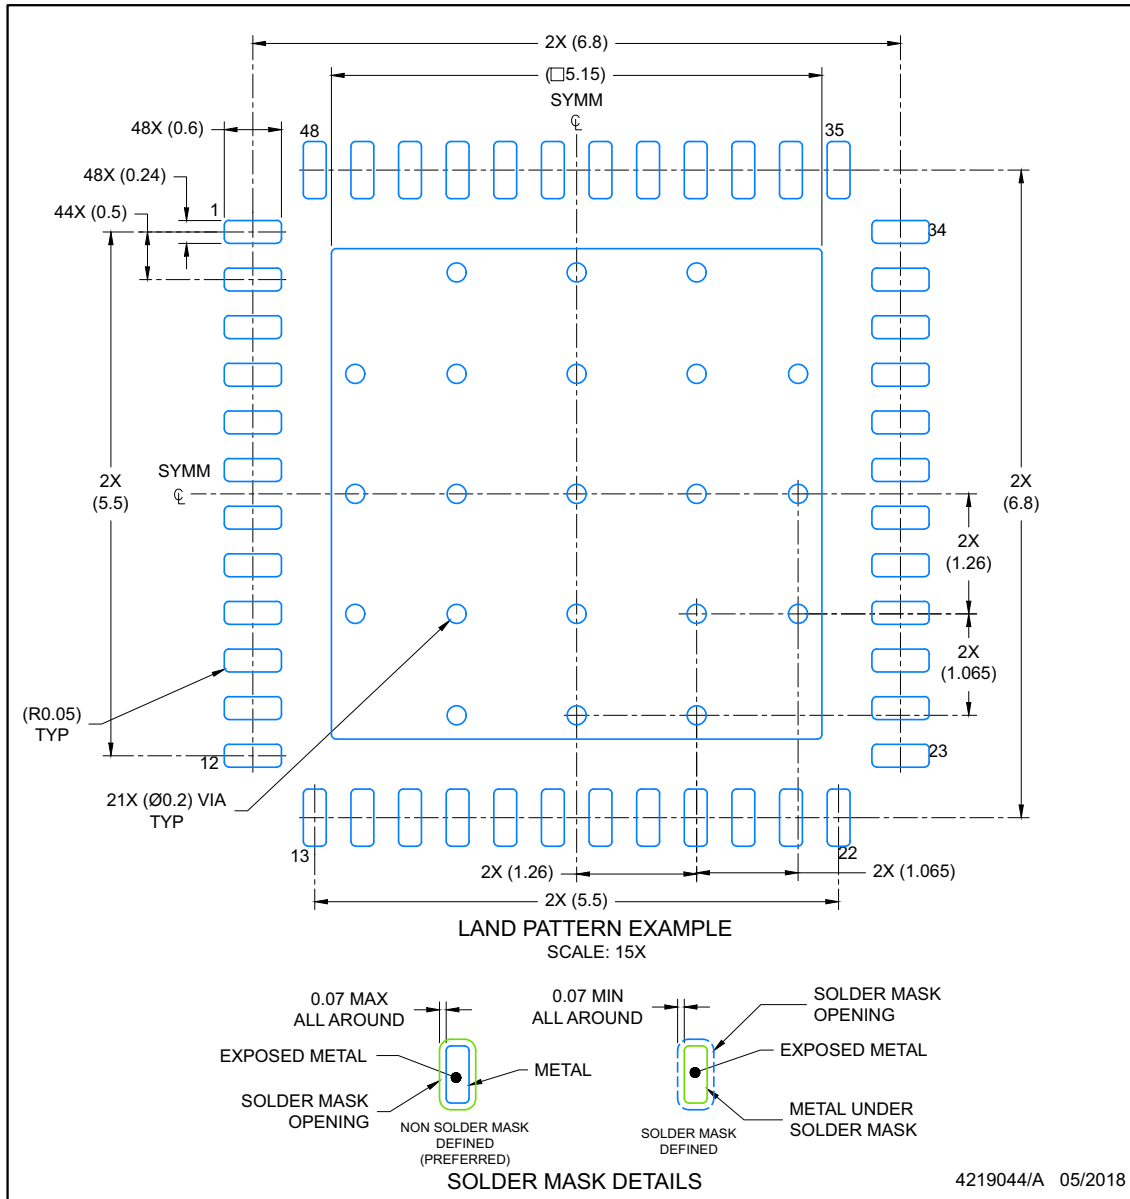 2X (6.8)
(□5.15)
SYMM
℄
48X (0.6)
48
35
48X (0.24)
44X (0.5)
1
34
SYMM
℄
2X
(5.5)
2X
(6.8)
2X
(1.26)
2X
(1.065)
(R0.05)
TYP
12
23
21X (Ø0.2) VIA
TYP
13
22
2X (1.26)
2X (1.065)
2X (5.5)
LAND PATTERN EXAMPLE
SCALE: 15X
0.07 MAX
ALL AROUND
0.07 MIN
ALL AROUND
SOLDER MASK
OPENING
EXPOSED METAL
METAL
EXPOSED METAL
SOLDER MASK
OPENING
METAL UNDER
SOLDER MASK
NON SOLDER MASK
DEFINED
(PREFERRED)
SOLDER MASK
DEFINED
SOLDER MASK DETAILS
4219044/A 05/2018